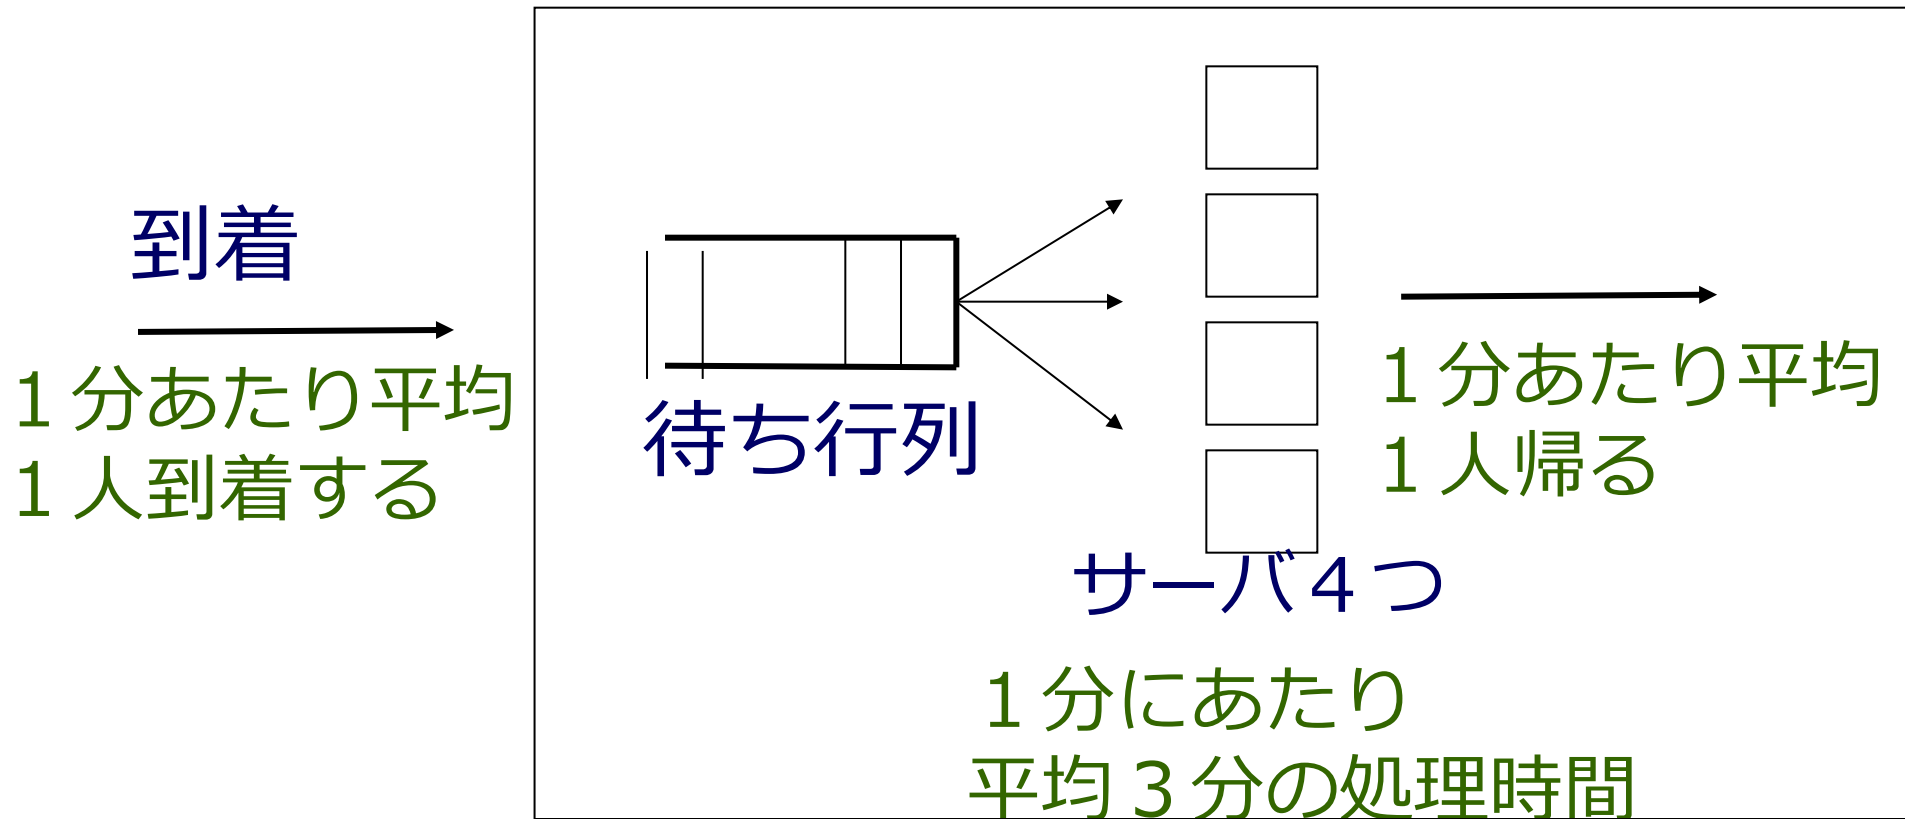 到着
１分あたり平均
１人到着する
待ち行列
サーバ４つ
１分にあたり
平均３分の処理時間
１分あたり平均
１人帰る